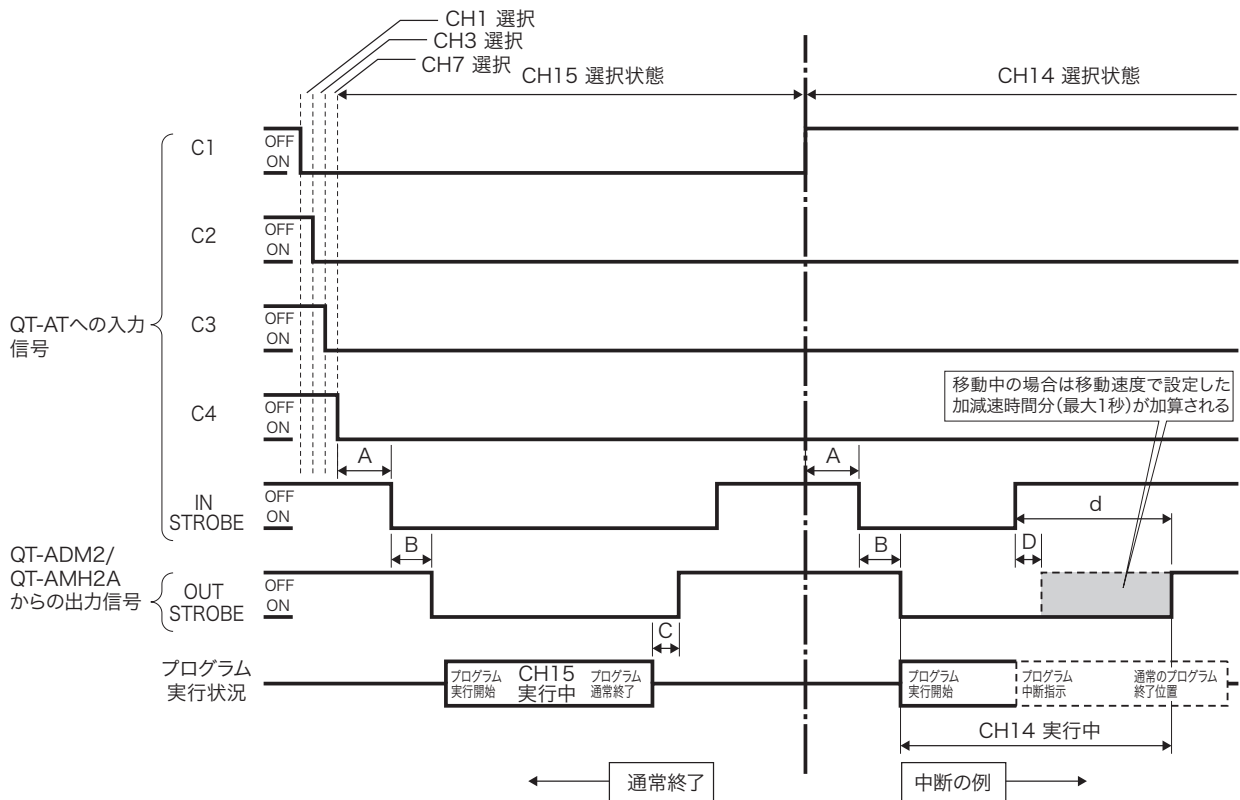 CH1 選択
CH3 選択
CH7 選択
CH15 選択状態
CH14 選択状態
C1
OFF
ON
C2
OFF
ON
QT-ATへの入力
信号
C3
OFF
ON
移動中の場合は移動速度で設定した
加減速時間分(最大1秒)が加算される
C4
OFF
ON
A
A
IN
STROBE
OFF
ON
d
B
B
D
QT-ADM2/
QT-AMH2A
からの出力信号
OUT
STROBE
OFF
ON
C
プログラム
実行状況
プログラム
実行開始
CH15
実行中
プログラム
通常終了
プログラム
実行開始
プログラム
中断指示
通常のプログラム
終了位置
CH14 実行中
通常終了
中断の例